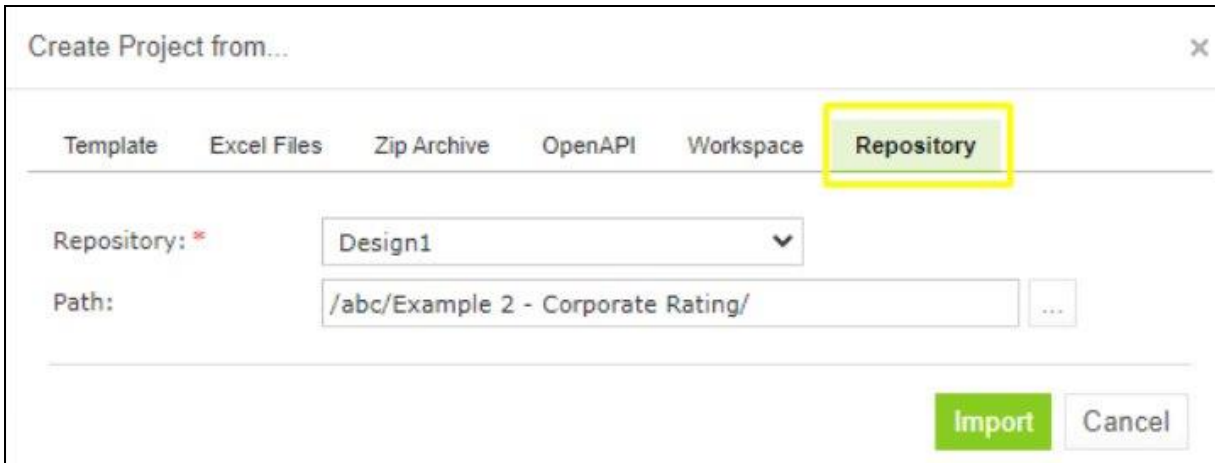 Create Project from...
×
Template Excel Files Zip Archive OpenAPI Workspace Repository
Repository: * Design1
Path: /abc/Example 2 - Corporate Rating/ ...
Import Cancel